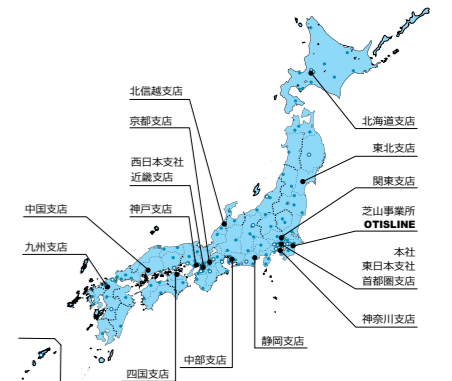 北信越支店
京都支店
西日本支社
近畿支店
中国支店
神戸支店
九州支店
北海道支店
東北支店
関東支店
芝山事業所
OTISLINE
本社
東日本支社
首都圏支店
神奈川支店
静岡支店
中部支店
四国支店